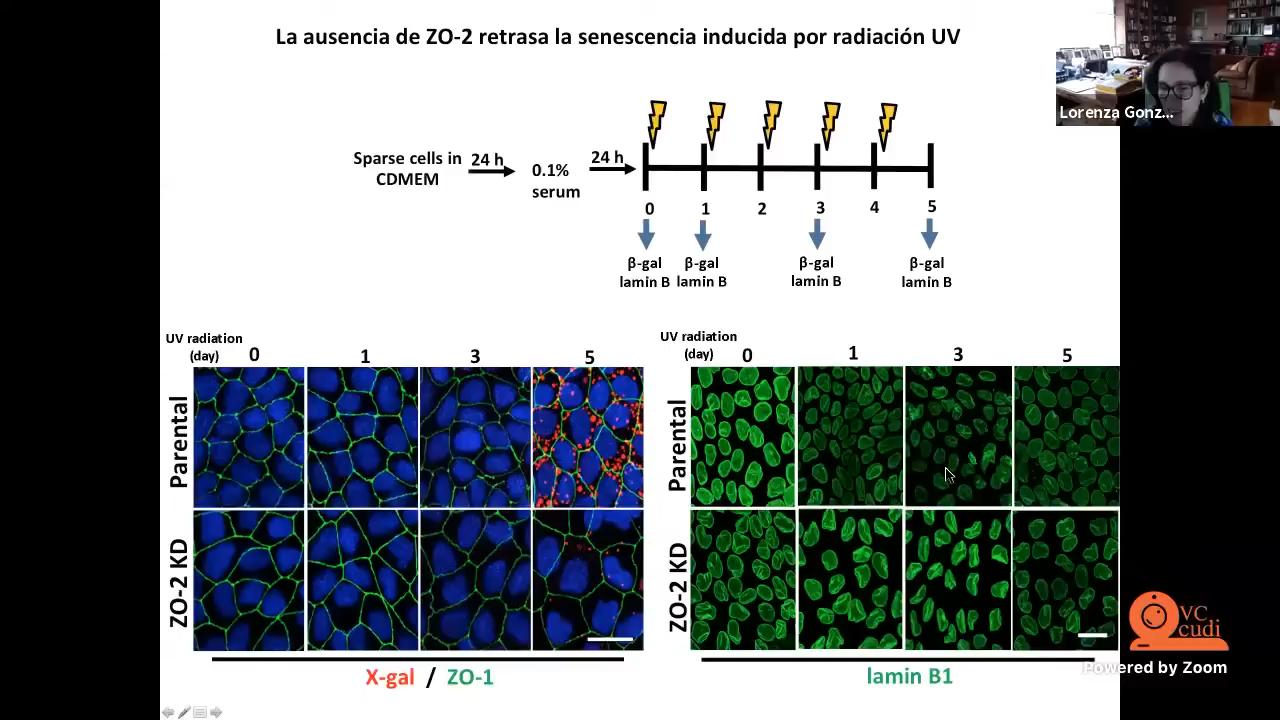 La ausencia de ZO-2 retrasa la senescencia inducida por radiación UV
Lorenza Gonz...
Sparse cells in
CDMEM
24 h
0.1%
serum
24 h
0 1 2 3 4 5
β-gal
lamin B
β-gal
lamin B
β-gal
lamin B
β-gal
lamin B
UV radiation
(day) 0 1 3 5
Parental
ZO-2 KD
X-gal / ZO-1
UV radiation
(day) 0 1 3 5
Parental
ZO-2 KD
lamin B1
VC
cudi
Powered by Zoom